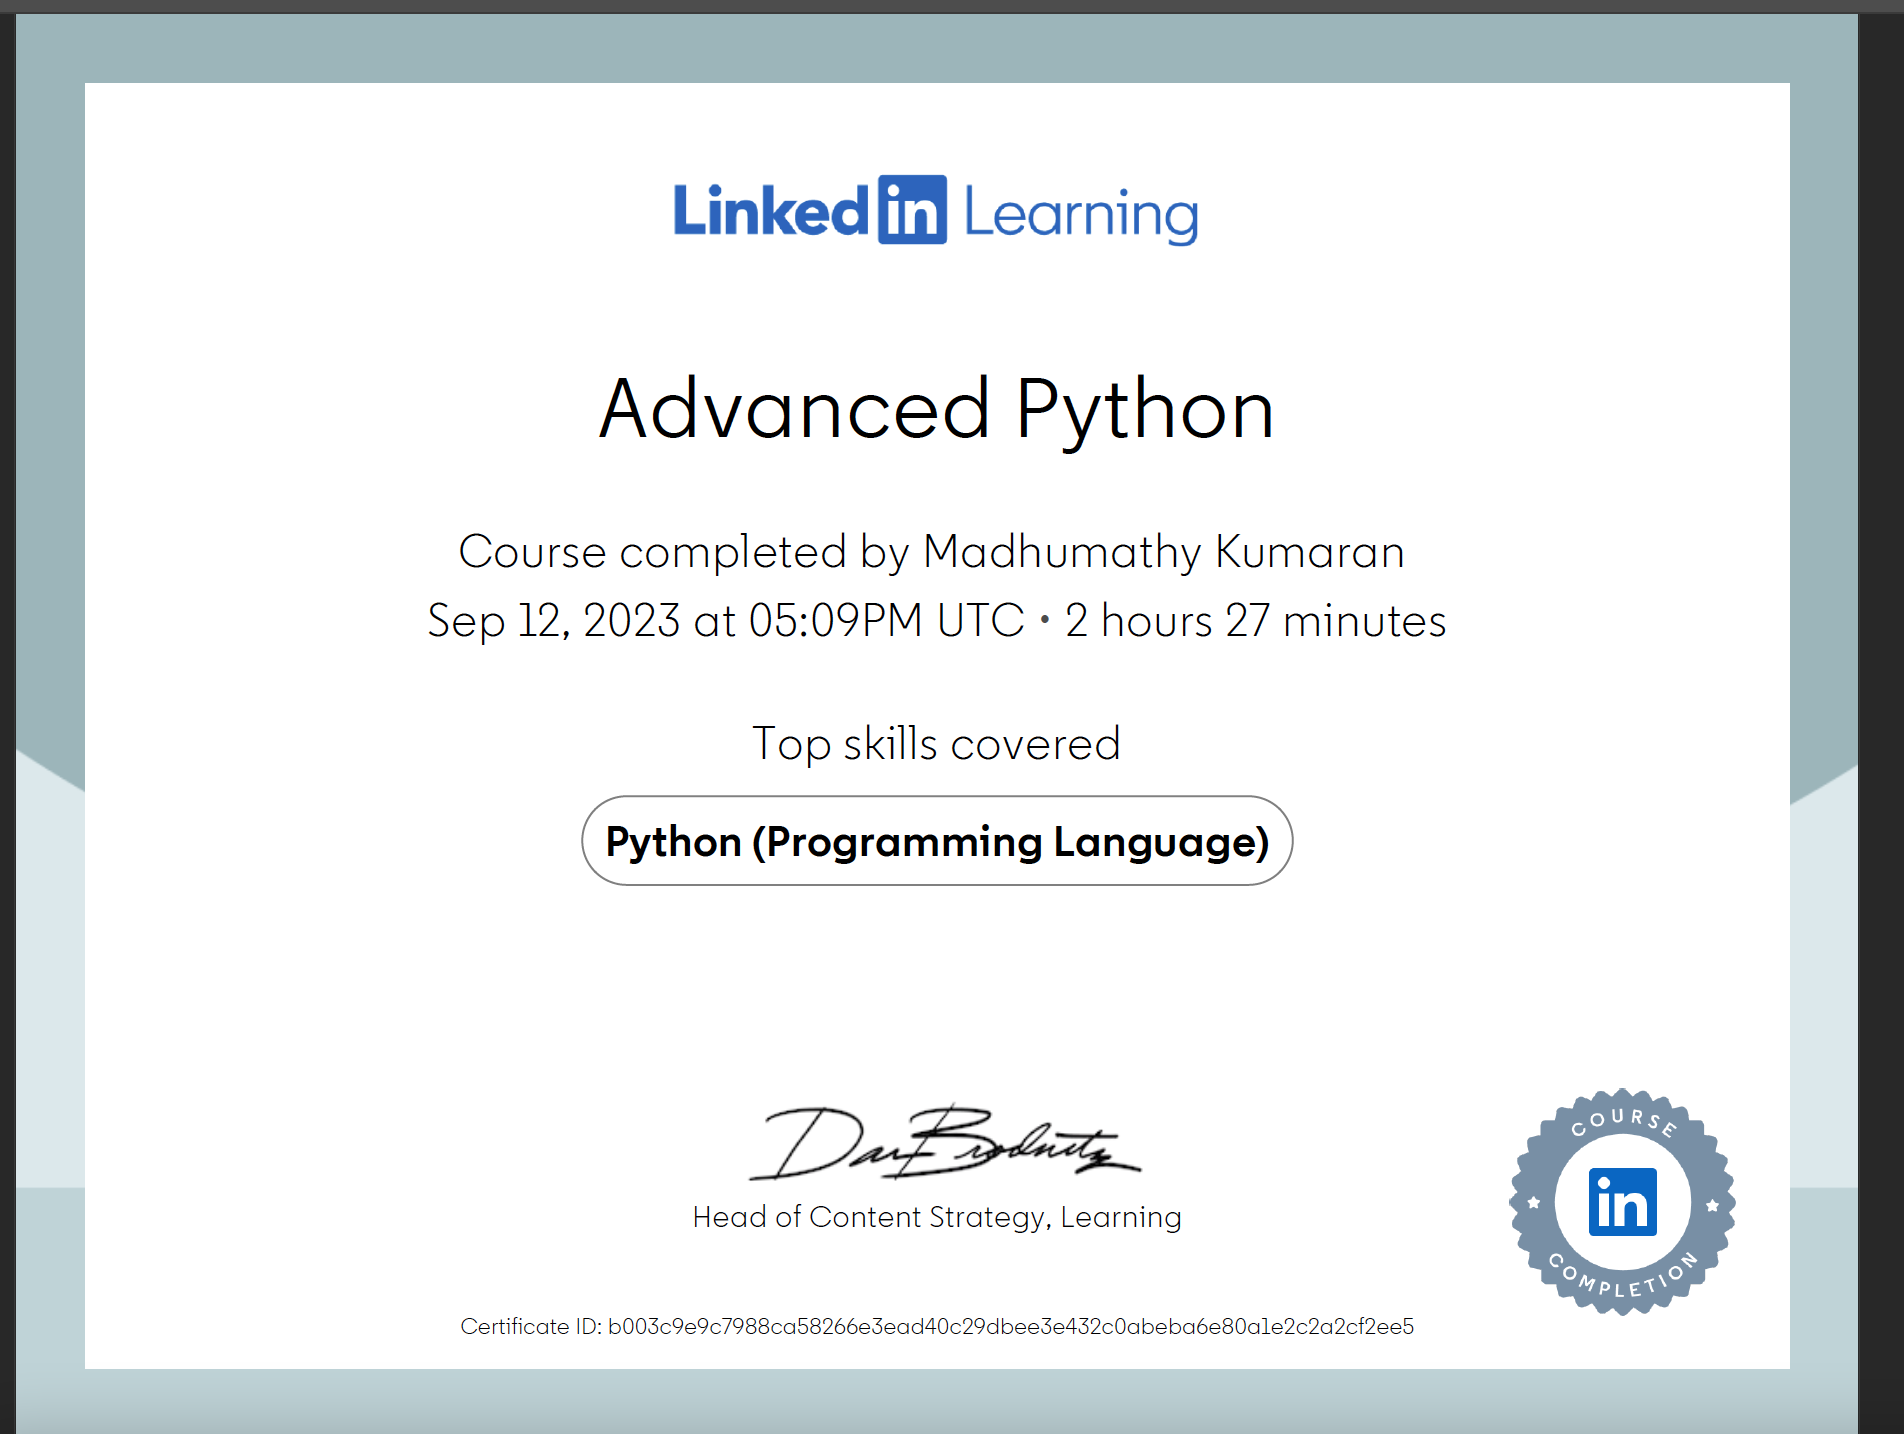 Linked in Learning
Advanced Python
Course completed by Madhumathy Kumaran
Sep 12, 2023 at 05:09PM UTC • 2 hours 27 minutes
Top skills covered
Python (Programming Language)
Dan Brodnitz
Head of Content Strategy, Learning
COURSE
in
COMPLETION
Certificate ID: b003c9e9c7988ca58266e3ead40c29dbee3e432c0abeba6e80a1e2c2a2cf2ee5